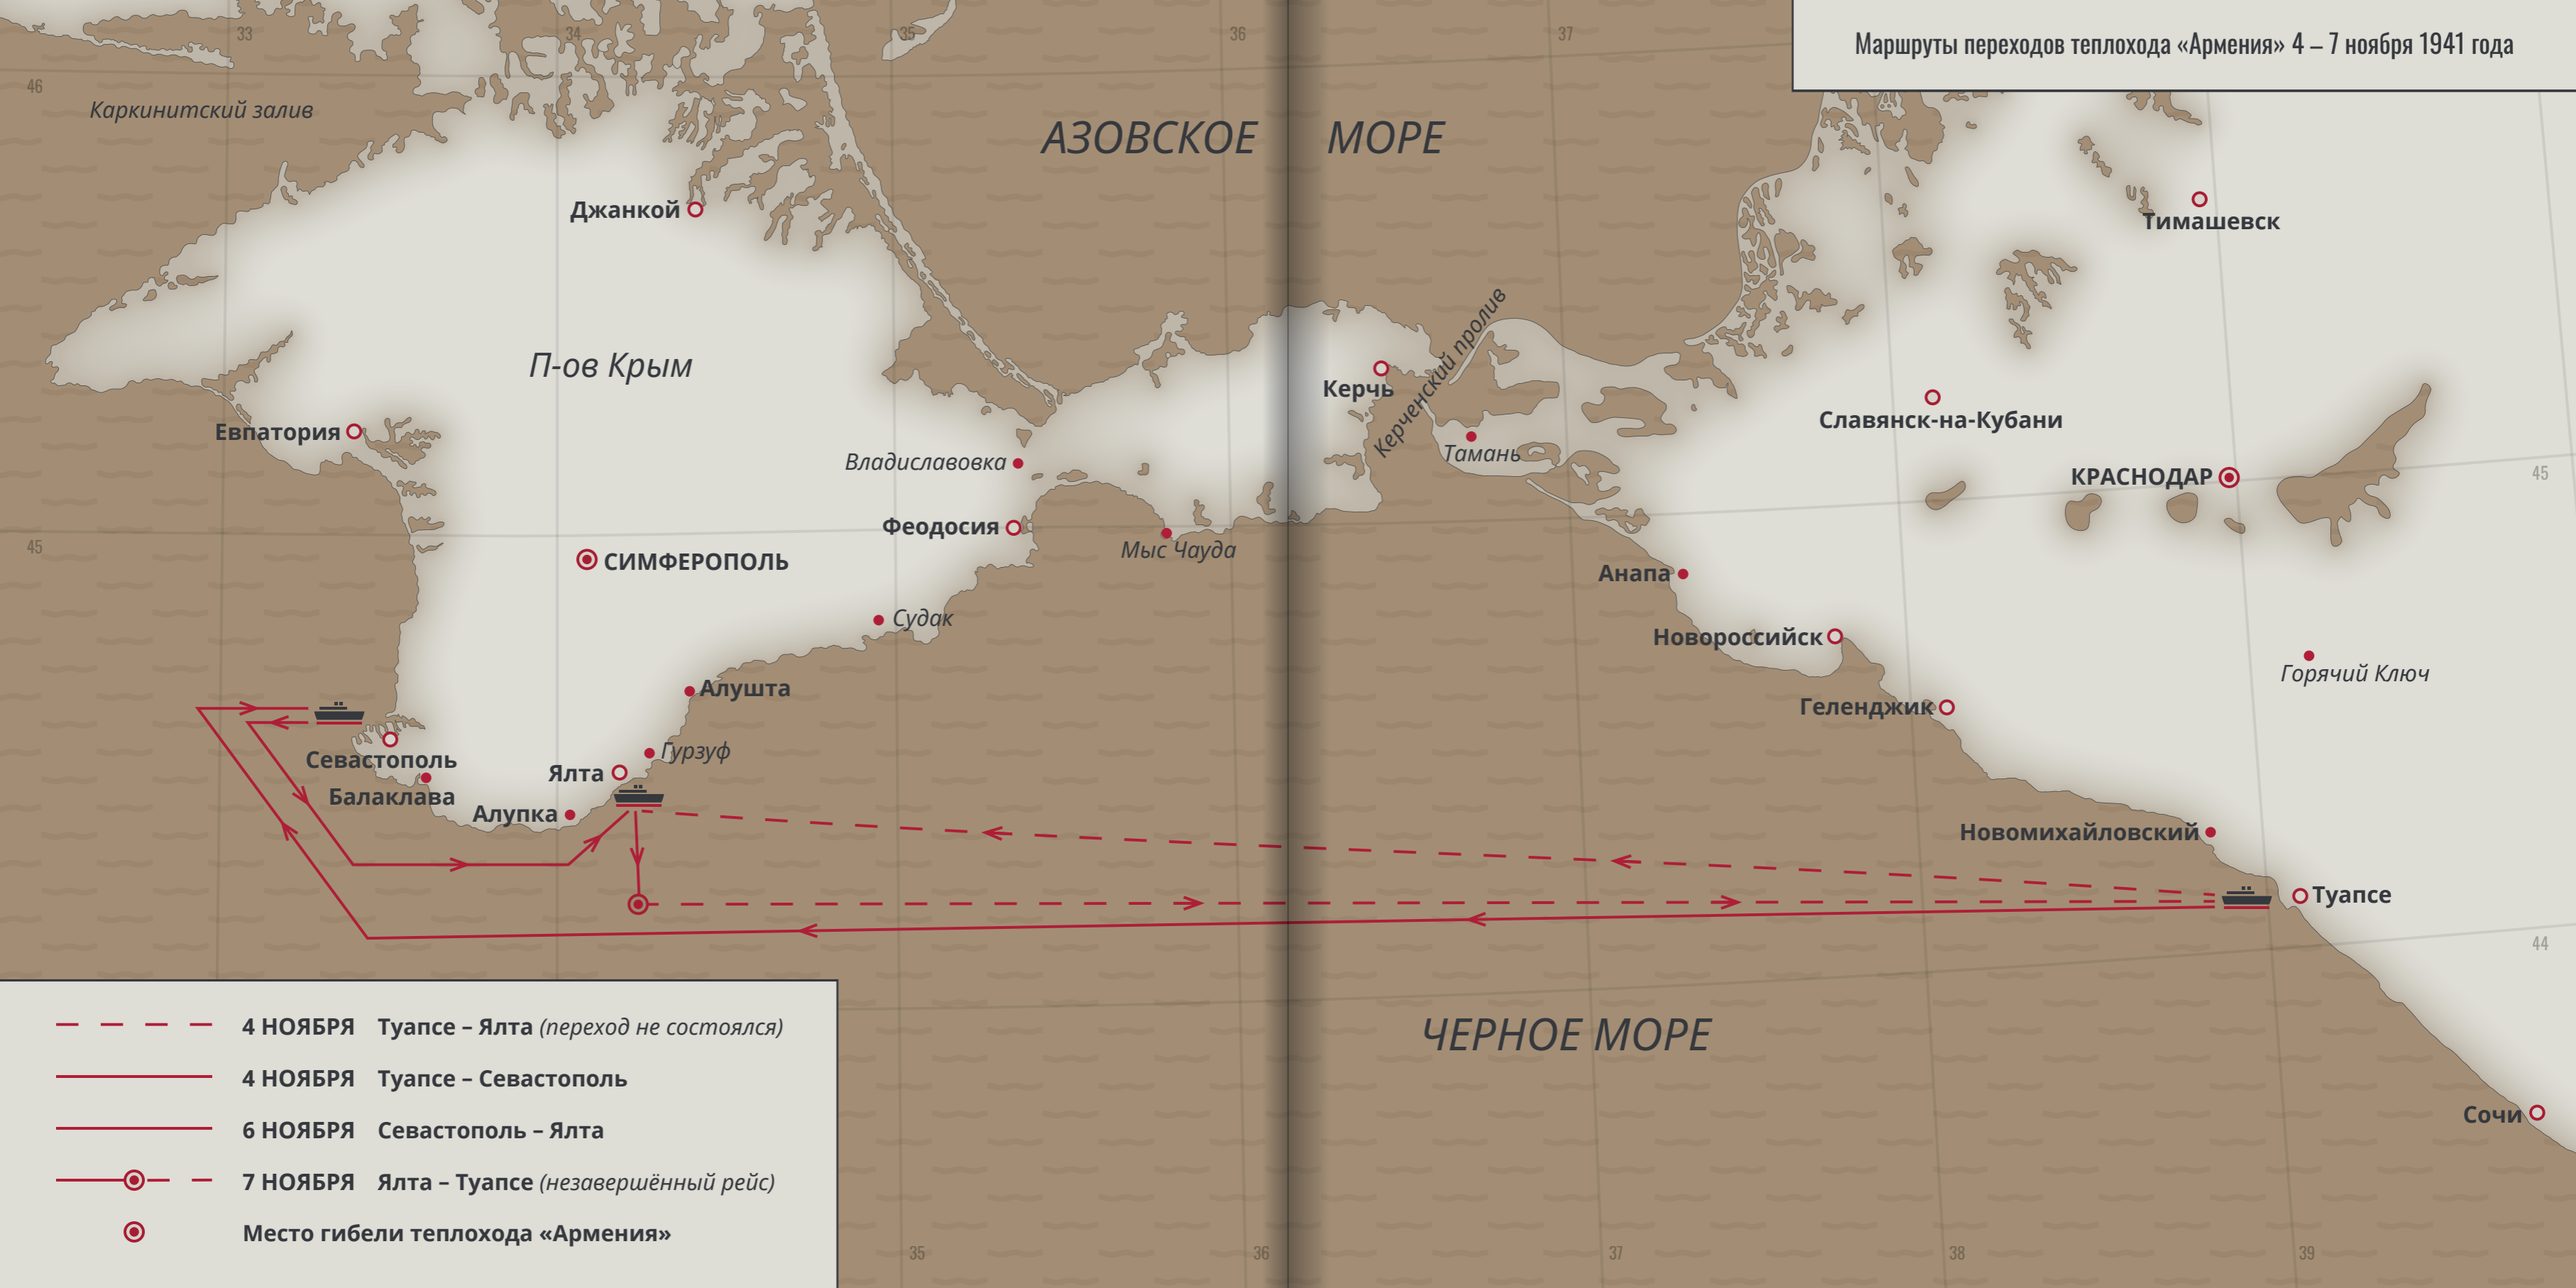 Маршруты переходов теплохода «Армения» 4 – 7 ноября 1941 года
33
34
35
36
37
46
Каркинитский залив
АЗОВСКОЕ МОРЕ
Джанкой
Тимашевск
П-ов Крым
Керченский пролив
Керчь
Славянск-на-Кубани
Евпатория
Владиславовка
Тамань
КРАСНОДАР
45
Феодосия
Мыс Чауда
45
СИМФЕРОПОЛЬ
Анапа
Судак
Новороссийск
Горячий Ключ
Алушта
Геленджик
Севастополь
Гурзуф
Ялта
Балаклава
Алупка
Новомихайловский
Туапсе
44
ЧЕРНОЕ МОРЕ
Сочи
4 НОЯБРЯ Туапсе – Ялта (переход не состоялся)
4 НОЯБРЯ Туапсе – Севастополь
6 НОЯБРЯ Севастополь – Ялта
7 НОЯБРЯ Ялта – Туапсе (незавершённый рейс)
Место гибели теплохода «Армения»
35
36
37
38
39